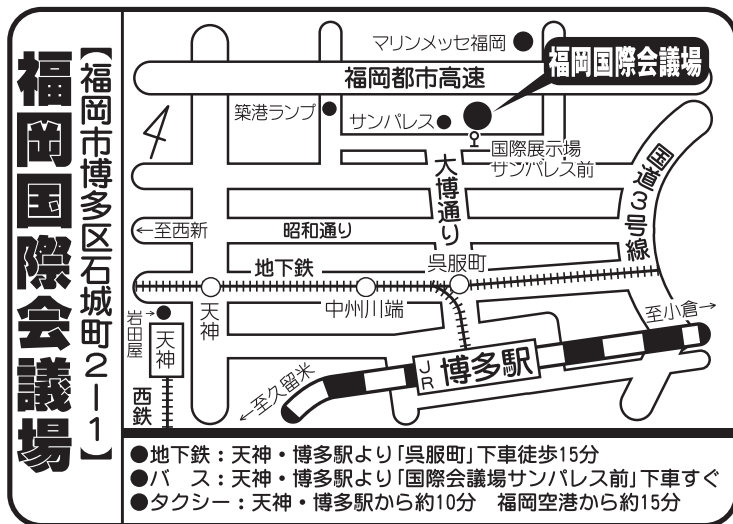 福岡国際会議場
【福岡市博多区石城町2−1】
マリンメッセ福岡
福岡国際会議場
福岡都市高速
築港ランプ
サンパレス
国際展示場
サンパレス前
大博通り
国道3号線
←至西新
昭和通り
地下鉄
呉服町
天神
中州川端
至小倉→
岩田屋→
天神
西鉄
←至久留米
JR博多駅
●地下鉄：天神・博多駅より「呉服町」下車徒歩15分
●バ　ス：天神・博多駅より「国際会議場サンパレス前」下車すぐ
●タクシー：天神・博多駅から約10分　福岡空港から約15分